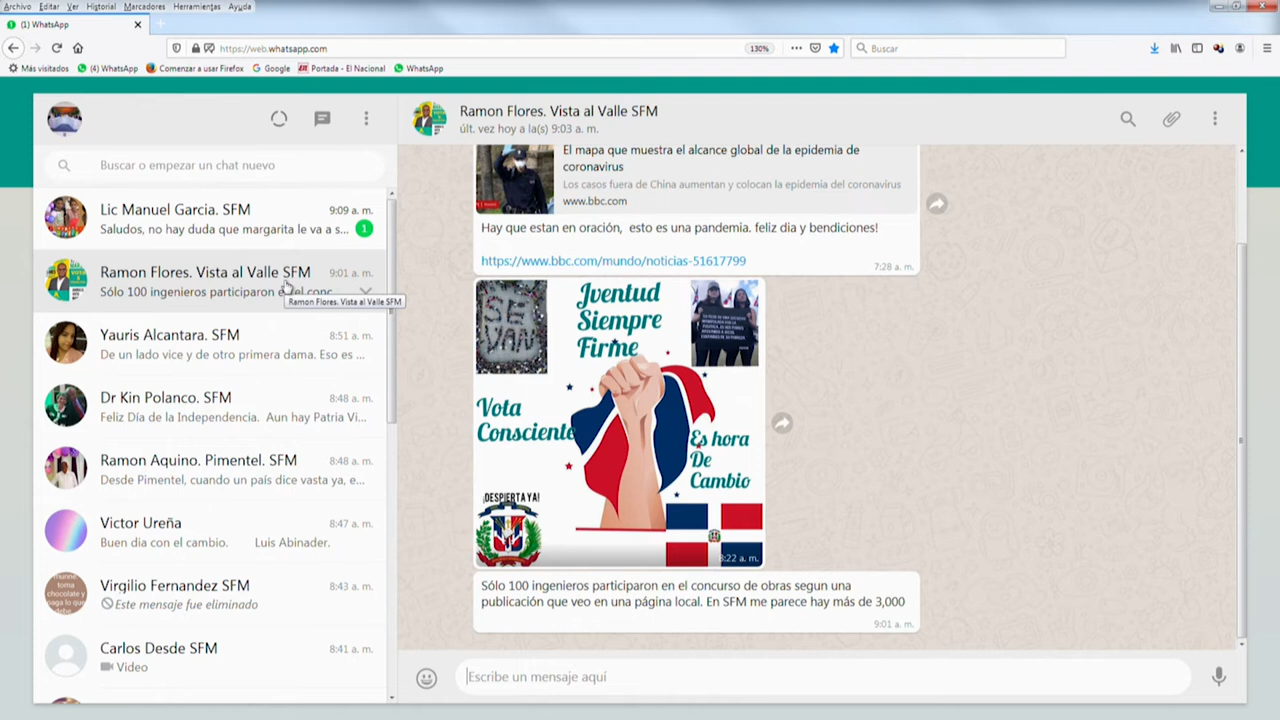 Archivo Editar Ver Historial Marcadores Herramientas Ayuda
(1) WhatsApp
https://web.whatsapp.com
130%
Buscar
Más visitados (4) WhatsApp Comenzar a usar Firefox Google Portada - El Nacional WhatsApp
Buscar o empezar un chat nuevo
Lic Manuel Garcia. SFM 9:09 a. m.
Saludos, no hay duda que margarita le va a s... 1
Ramon Flores. Vista al Valle SFM 9:01 a. m.
Sólo 100 ingenieros participaron en el conc...
Ramon Flores. Vista al Valle SFM
Yauris Alcantara. SFM 8:51 a. m.
De un lado vice y de otro primera dama. Eso es ...
Dr Kin Polanco. SFM 8:48 a. m.
Feliz Día de la Independencia. Aun hay Patria Vi...
Ramon Aquino. Pimentel. SFM 8:48 a. m.
Desde Pimentel, cuando un país dice vasta ya, e...
Victor Ureña 8:47 a. m.
Buen dia con el cambio. Luis Abinader.
Virgilio Fernandez SFM 8:43 a. m.
Este mensaje fue eliminado
toma
chocolate y
paga lo que
debe
Carlos Desde SFM 8:41 a. m.
Video
Ramon Flores. Vista al Valle SFM
últ. vez hoy a la(s) 9:03 a. m.
El mapa que muestra el alcance global de la epidemia de
coronavirus
Los casos fuera de China aumentan y colocan la epidemia del coronavirus
www.bbc.com
Hay que estan en oración, esto es una pandemia. feliz dia y bendiciones!
https://www.bbc.com/mundo/noticias-51617799
7:28 a. m.
SE
VAN
Jventud
Siempre
Firme
Vota
Consciente
Es hora
De
Cambio
¡DESPIERTA YA!
8:22 a. m.
Sólo 100 ingenieros participaron en el concurso de obras segun una
publicación que veo en una página local. En SFM me parece hay más de 3,000
9:01 a. m.
Escribe un mensaje aquí